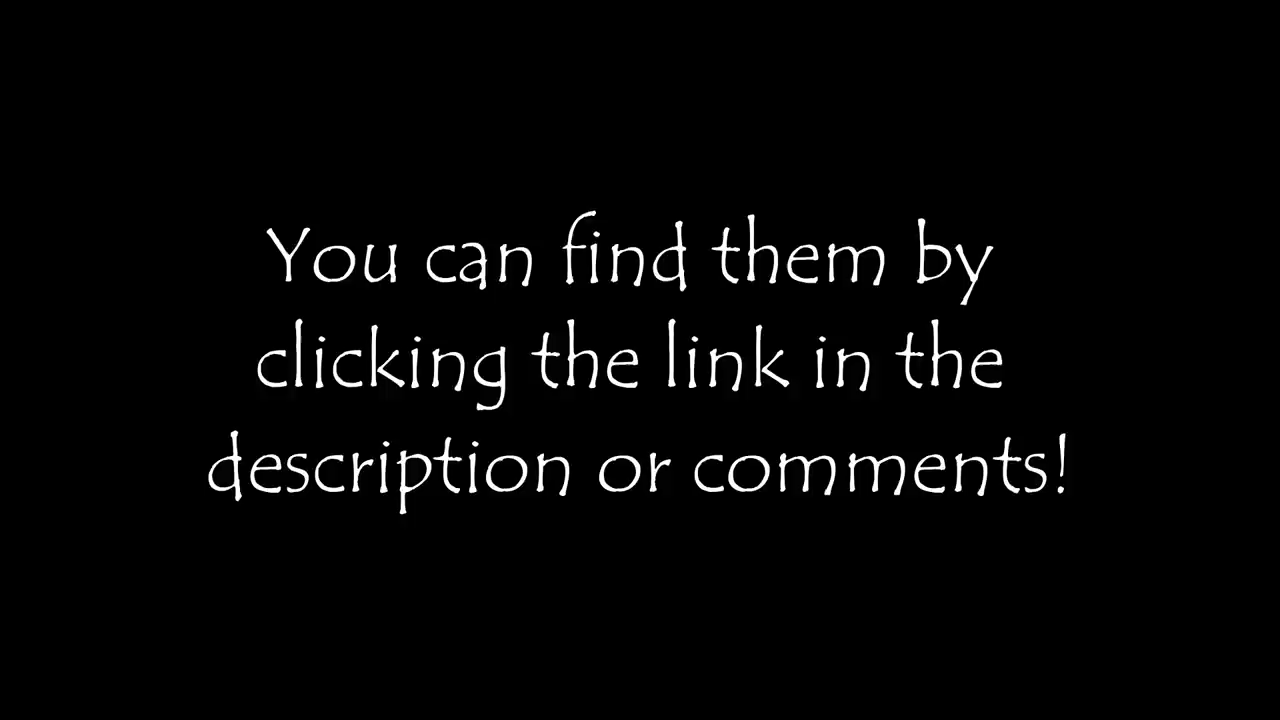 You can find them by
clicking the link in the
description or comments!